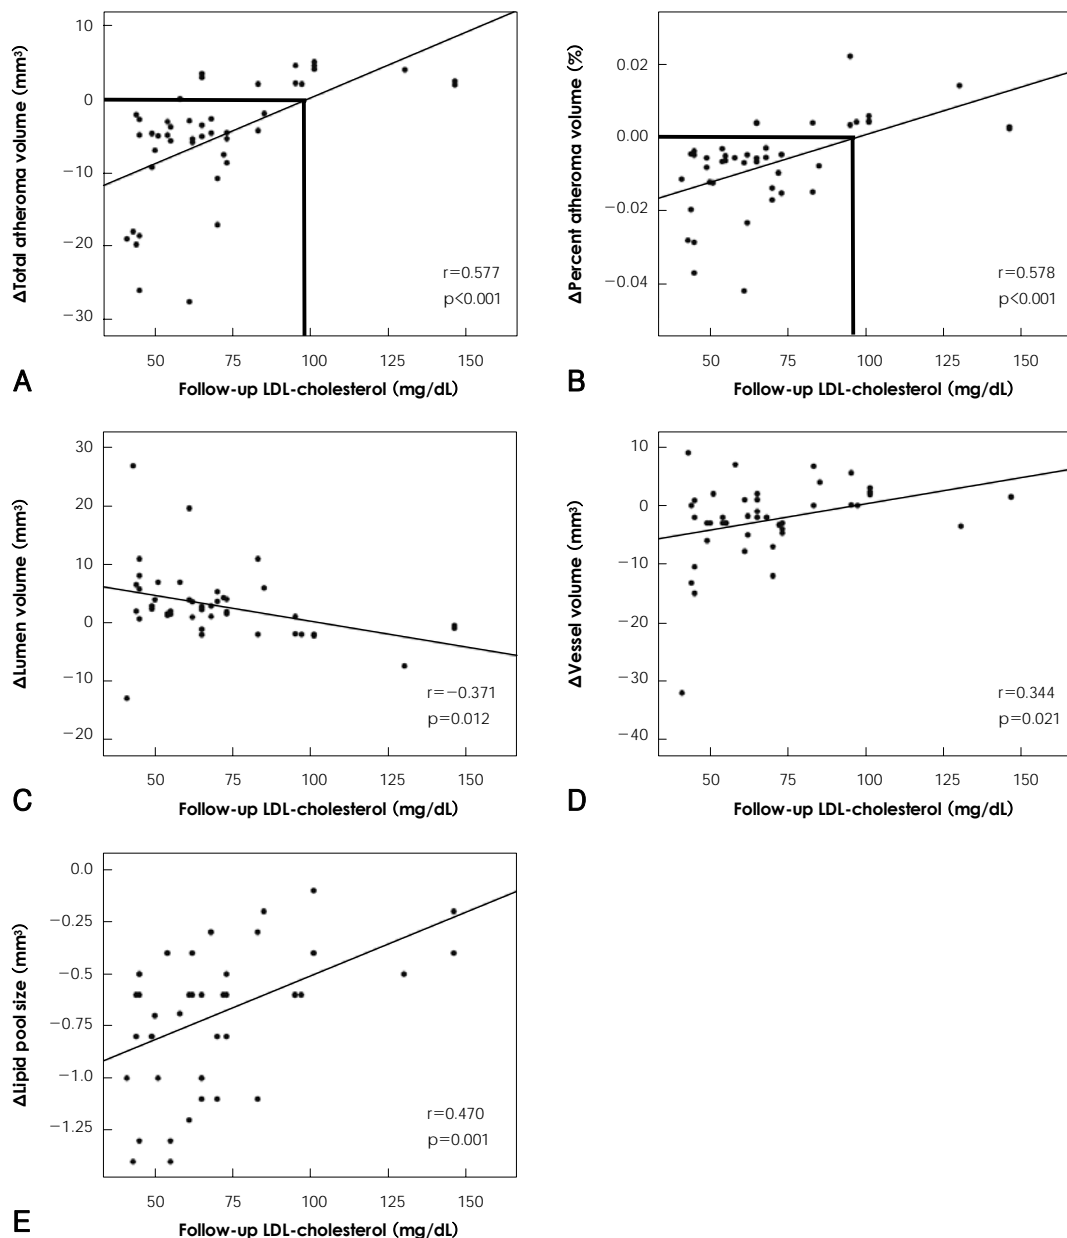 ΔTotal atheroma volume (mm³)
10
0
−10
−20
−30
r=0.577
p<0.001
50 75 100 125 150
Follow-up LDL-cholesterol (mg/dL)
A
ΔPercent atheroma volume (%)
0.02
0.00
−0.02
−0.04
r=0.578
p<0.001
50 75 100 125 150
Follow-up LDL-cholesterol (mg/dL)
B
ΔLumen volume (mm³)
30
20
10
0
−10
−20
r=−0.371
p=0.012
50 75 100 125 150
Follow-up LDL-cholesterol (mg/dL)
C
ΔVessel volume (mm³)
10
0
−10
−20
−30
−40
r=0.344
p=0.021
50 75 100 125 150
Follow-up LDL-cholesterol (mg/dL)
D
ΔLipid pool size (mm³)
0.0
−0.25
−0.5
−0.75
−1.0
−1.25
r=0.470
p=0.001
50 75 100 125 150
Follow-up LDL-cholesterol (mg/dL)
E